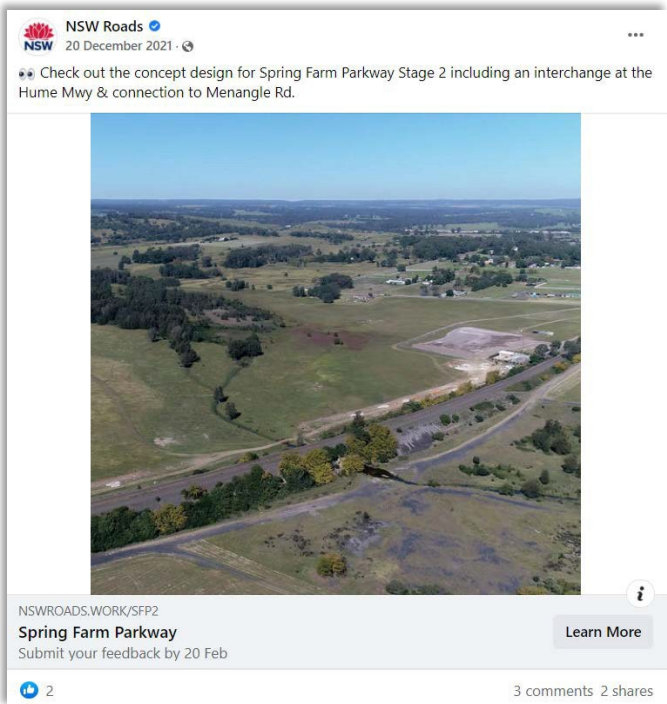 NSW Roads
NSW
20 December 2021 ·
👀 Check out the concept design for Spring Farm Parkway Stage 2 including an interchange at the
Hume Mwy & connection to Menangle Rd.
i
NSWROADS.WORK/SFP2
Spring Farm Parkway
Learn More
Submit your feedback by 20 Feb
2
3 comments 2 shares